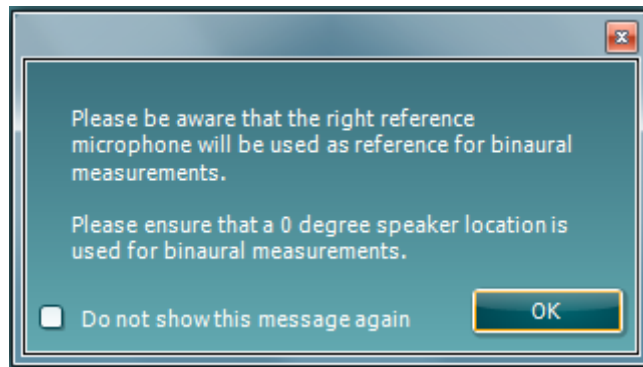 Please be aware that the right reference
microphone will be used as reference for binaural
measurements.
Please ensure that a 0 degree speaker location is
used for binaural measurements.
Do not show this message again
OK